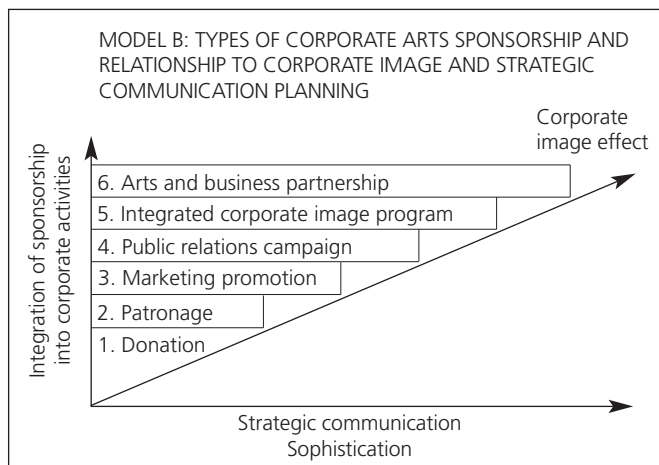 MODEL B: TYPES OF CORPORATE ARTS SPONSORSHIP AND
RELATIONSHIP TO CORPORATE IMAGE AND STRATEGIC
COMMUNICATION PLANNING
Corporate
image effect
Integration of sponsorship
into corporate activities
6. Arts and business partnership
5. Integrated corporate image program
4. Public relations campaign
3. Marketing promotion
2. Patronage
1. Donation
Strategic communication
Sophistication